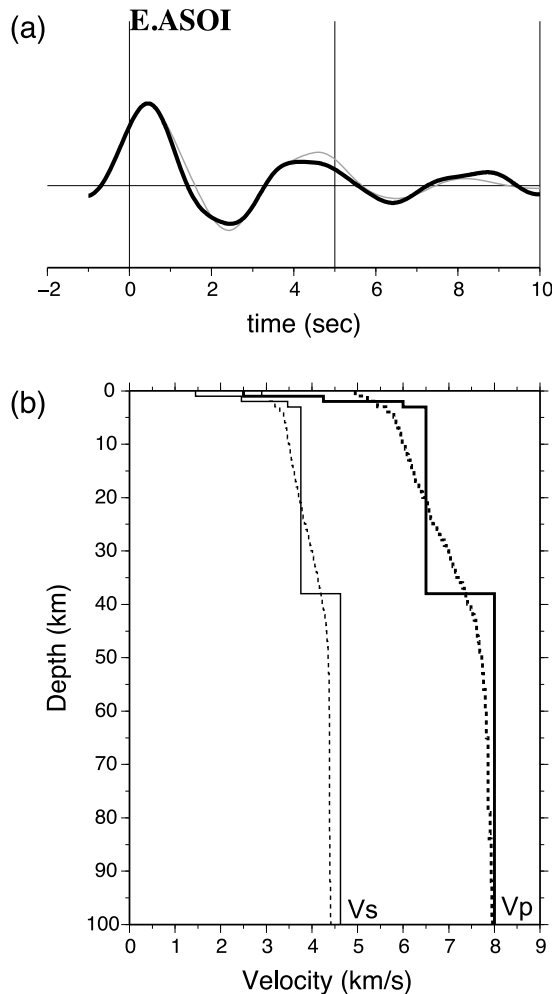 (a)
E.ASOI
−2 0 2 4 6 8 10
time (sec)
(b)
0
10
20
30
40
50
60
70
80
90
100
Depth (km)
Vs Vp
0 1 2 3 4 5 6 7 8 9
Velocity (km/s)